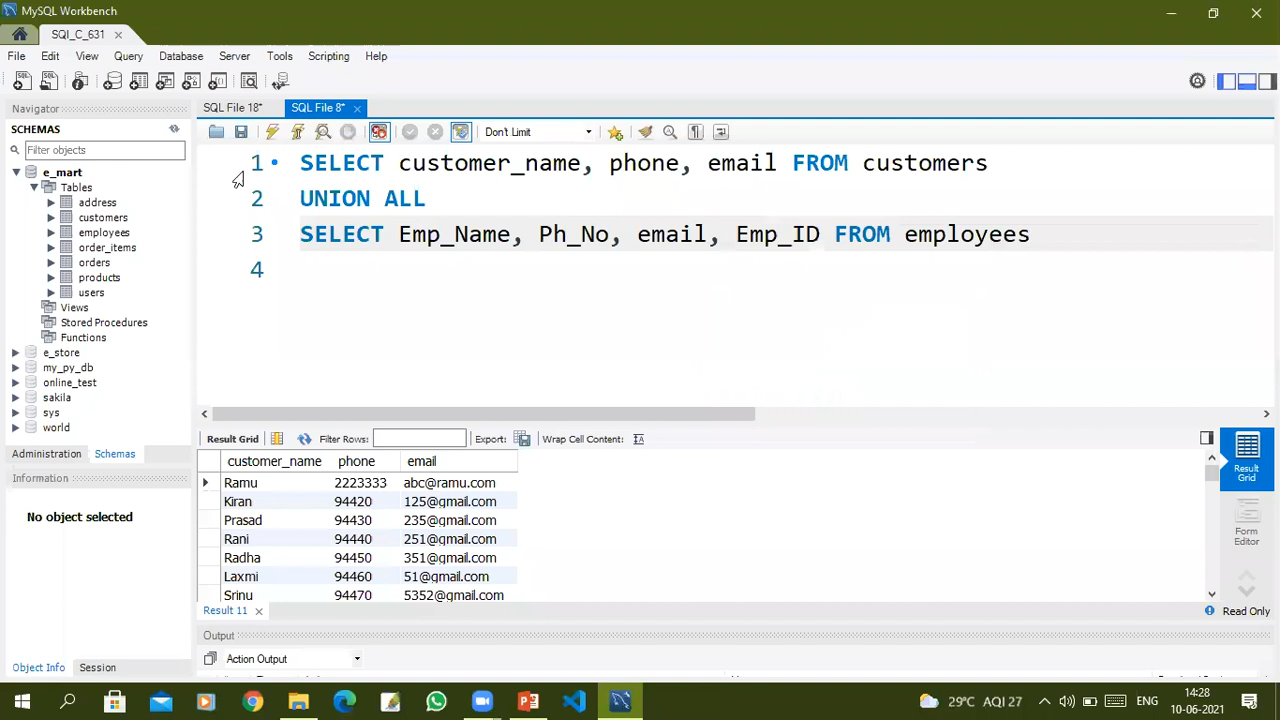 MySQL Workbench
SQl_C_631
File Edit View Query Database Server Tools Scripting Help
Navigator
SCHEMAS
Filter objects
e_mart
Tables
address
customers
employees
order_items
orders
products
users
Views
Stored Procedures
Functions
e_store
my_py_db
online_test
sakila
sys
world
Administration Schemas
Information
No object selected
Object Info Session
SQL File 18* SQL File 8*
Don't Limit
1 SELECT customer_name, phone, email FROM customers
2 UNION ALL
3 SELECT Emp_Name, Ph_No, email, Emp_ID FROM employees
4
Result Grid Filter Rows: Export: Wrap Cell Content:
customer_name phone email
Ramu 2223333 abc@ramu.com
Kiran 94420 125@gmail.com
Prasad 94430 235@gmail.com
Rani 94440 251@gmail.com
Radha 94450 351@gmail.com
Laxmi 94460 51@gmail.com
Srinu 94470 5352@gmail.com
Result Grid
Form Editor
Result 11
Read Only
Output
Action Output
29°C AQI 27
ENG
14:28
10-06-2021